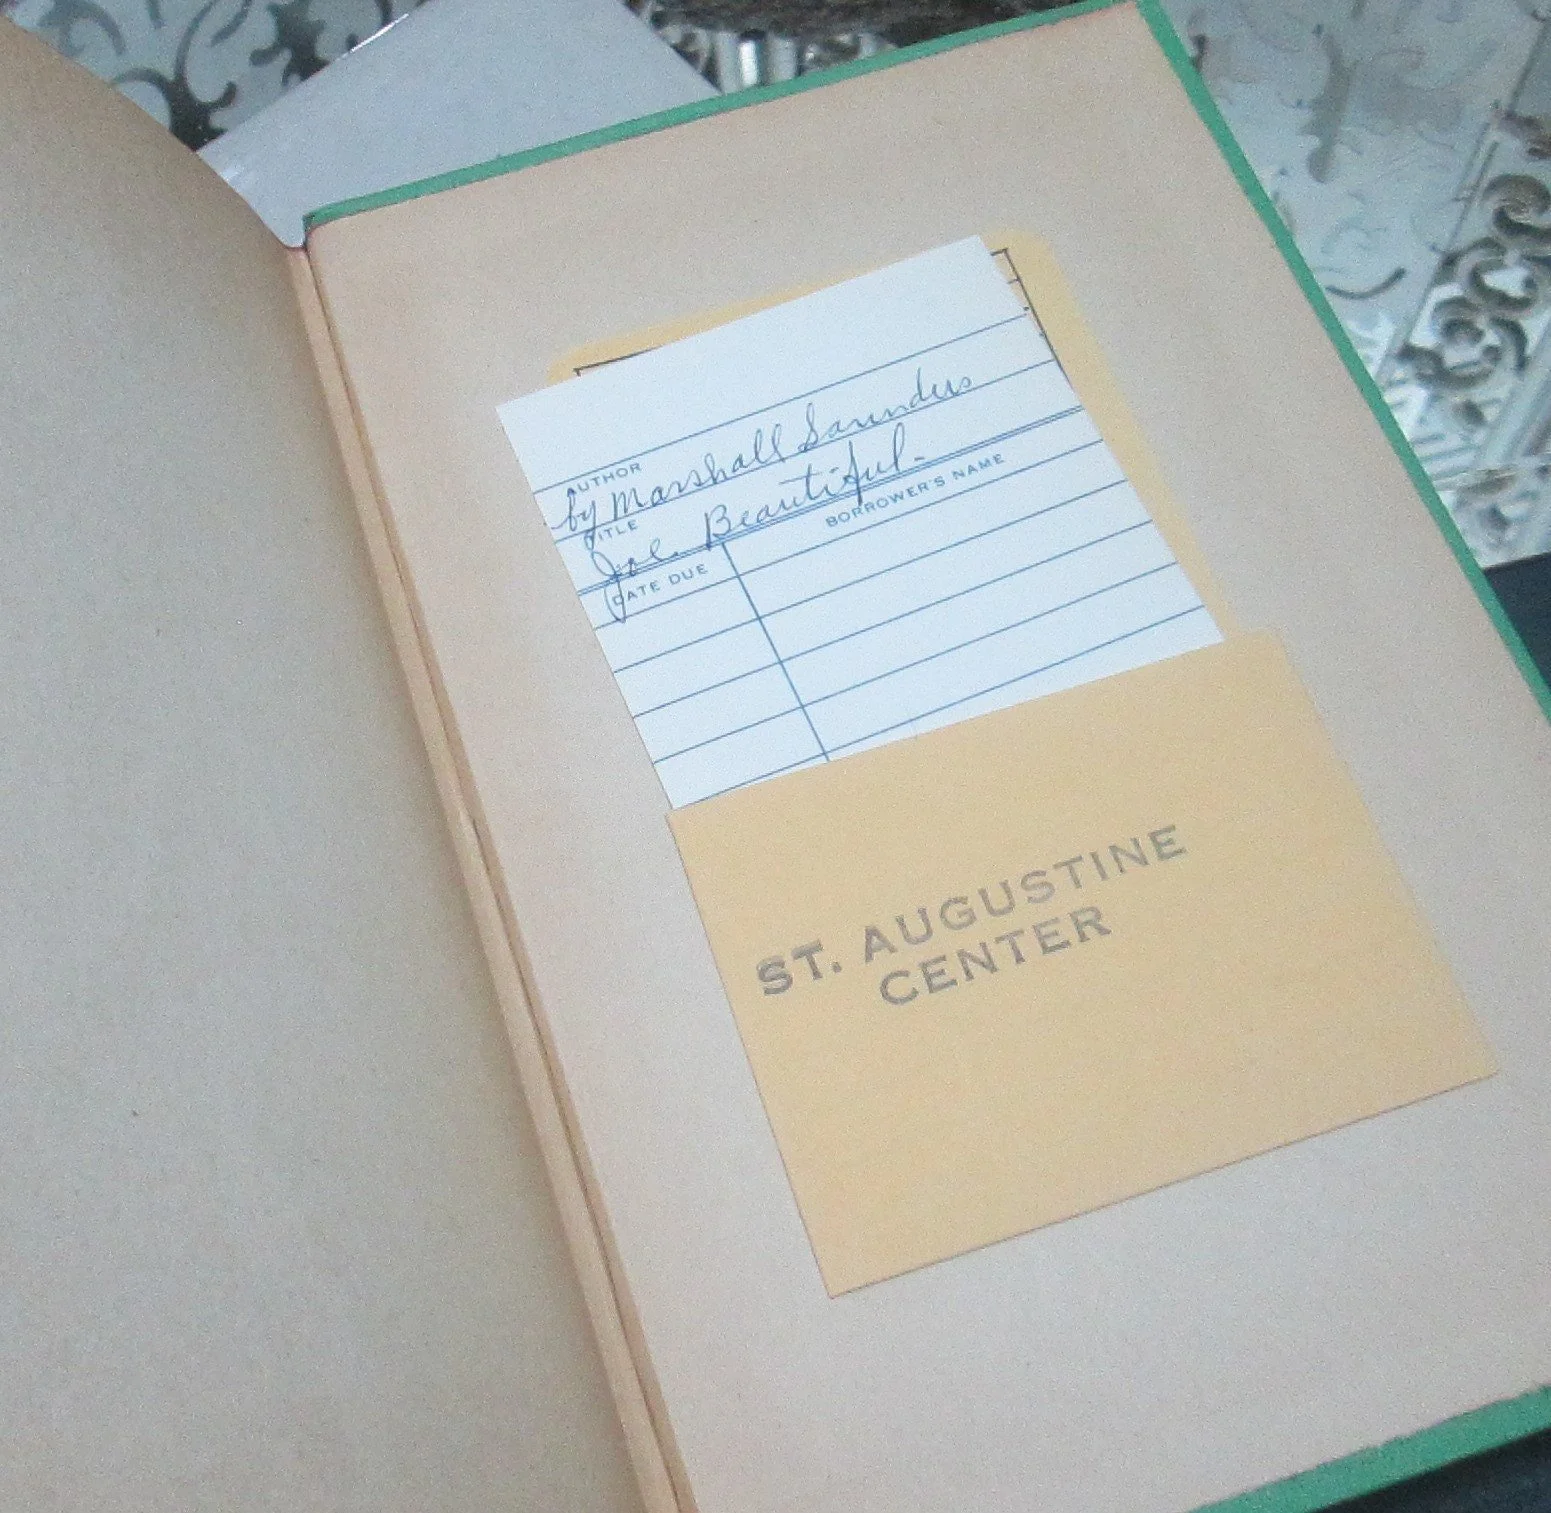 AUTHOR
by Marshall Saunders
TITLE
Joe. Beautiful.
DATE DUE
BORROWER'S NAME
ST. AUGUSTINE
CENTER